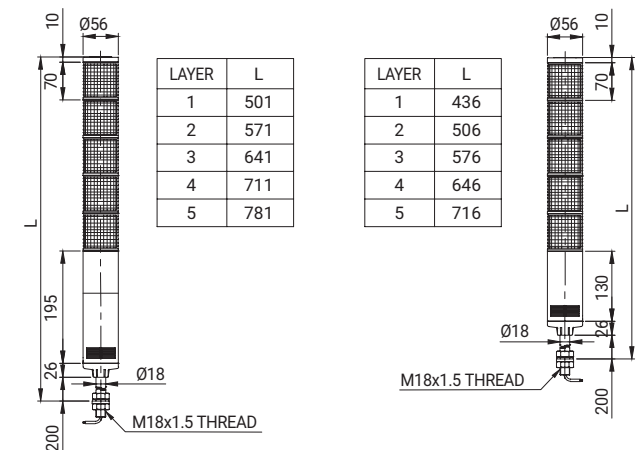 10
Ø56
70
L
195
26
200
Ø18
M18x1.5 THREAD
LAYER L
1 501
2 571
3 641
4 711
5 781
LAYER L
1 436
2 506
3 576
4 646
5 716
Ø56
10
70
L
130
26
200
Ø18
M18x1.5 THREAD